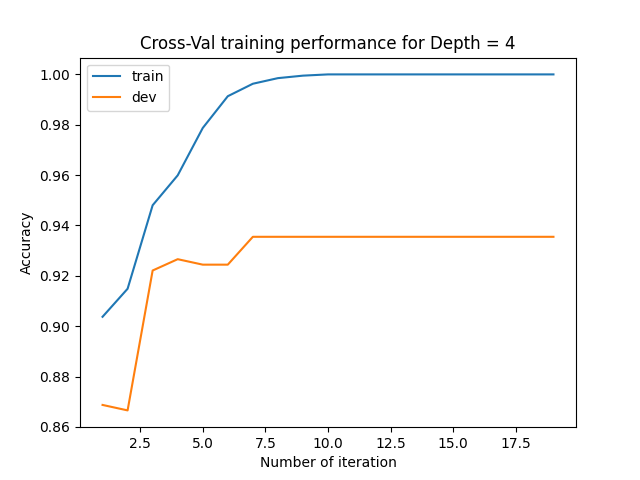 Cross-Val training performance for Depth = 4
train
dev
1.00
0.98
0.96
0.94
0.92
0.90
0.88
0.86
Accuracy
2.5 5.0 7.5 10.0 12.5 15.0 17.5
Number of iteration